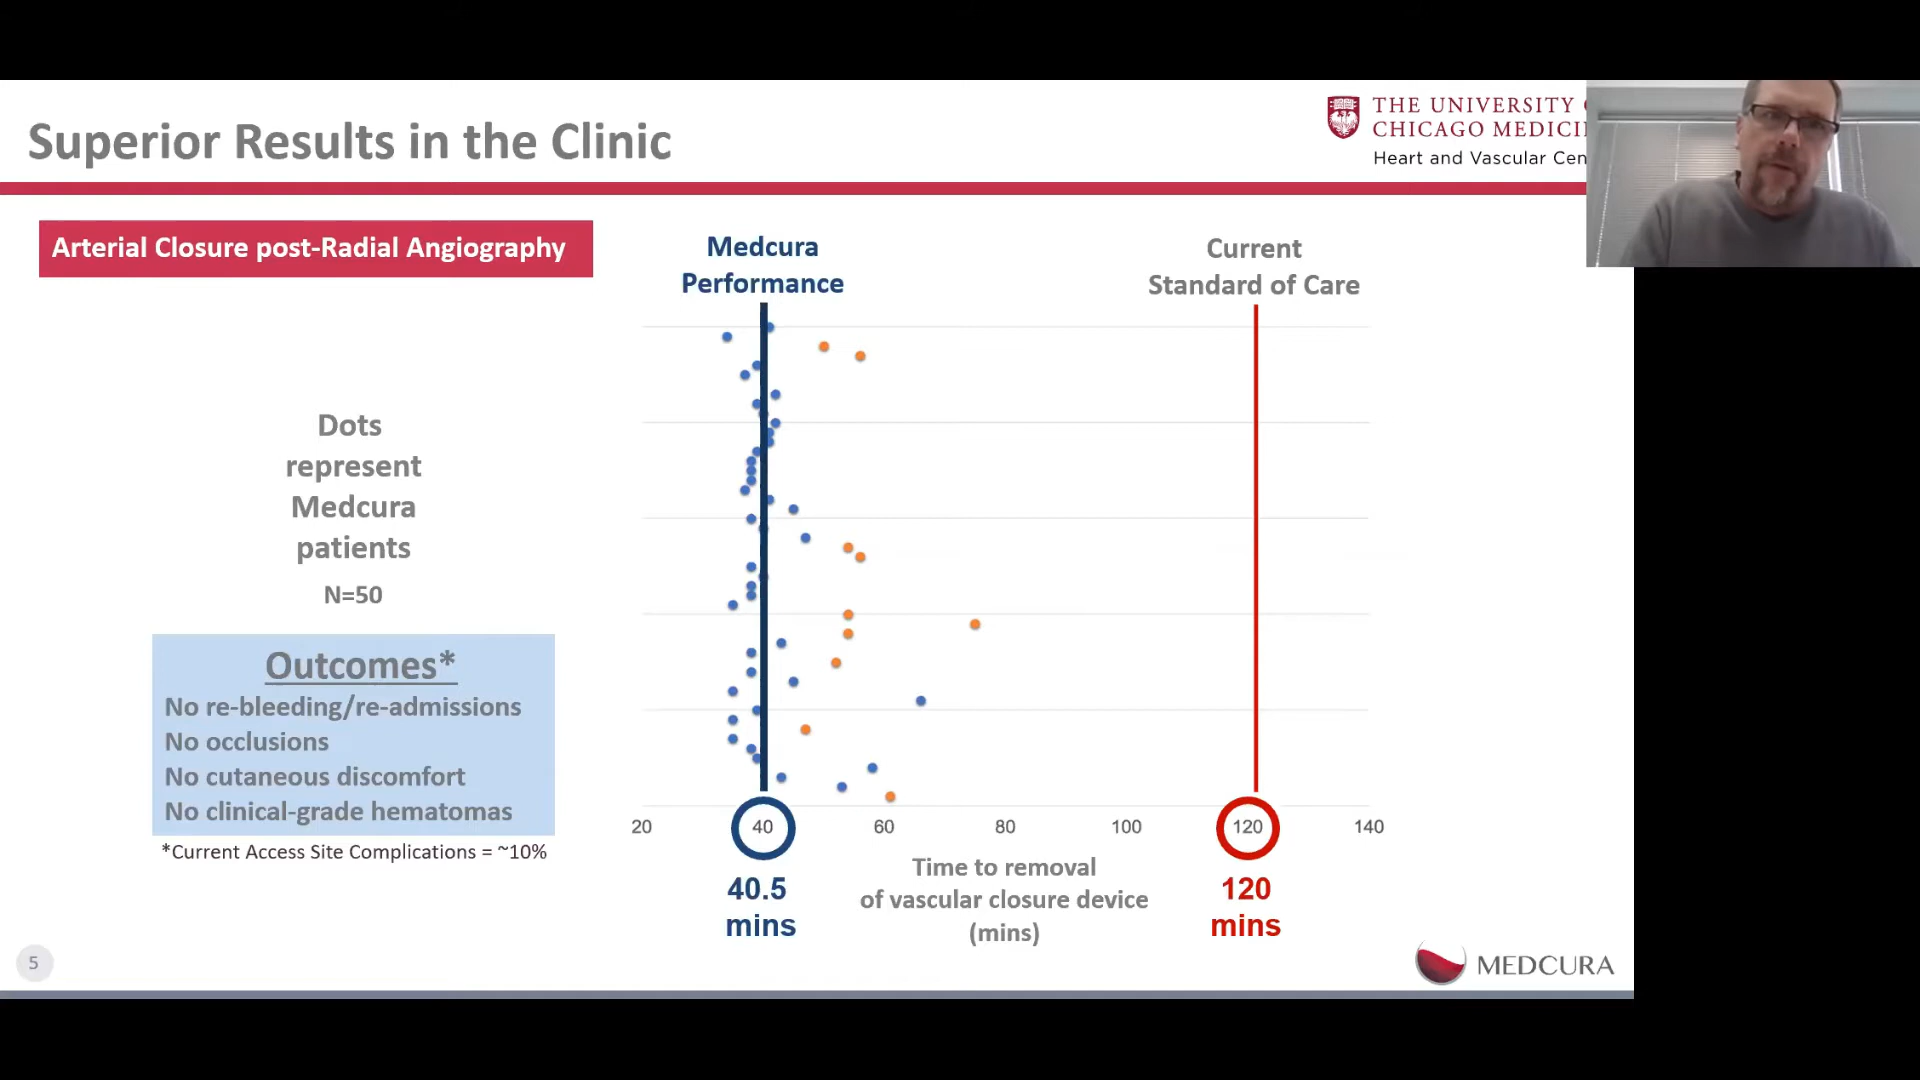 Superior Results in the Clinic
THE UNIVERSITY
CHICAGO MEDICI
Heart and Vascular Cen
Arterial Closure post-Radial Angiography
Medcura
Performance
Current
Standard of Care
Dots
represent
Medcura
patients
N=50
Outcomes*
No re-bleeding/re-admissions
No occlusions
No cutaneous discomfort
No clinical-grade hematomas
*Current Access Site Complications = ~10%
20 40 60 80 100 120 140
40.5
mins
Time to removal
of vascular closure device
(mins)
120
mins
5
MEDCURA